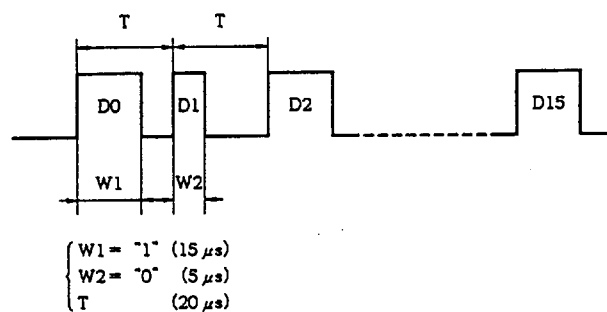 T T
D0 D1 D2 D15
W1 W2
W1 = "1" (15 μs)
W2 = "0" (5 μs)
T (20 μs)